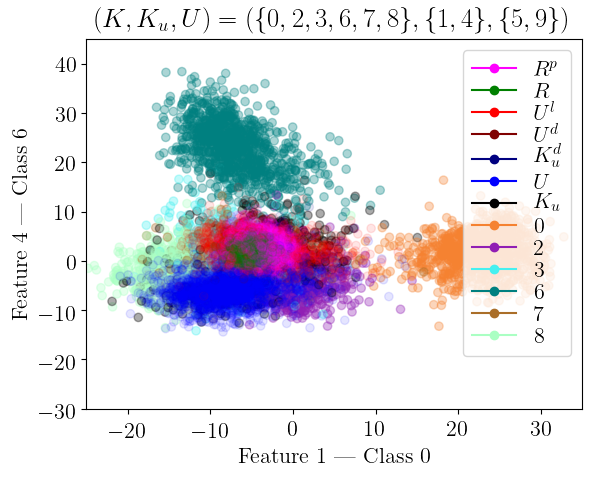 (K, K_u, U) = ({0, 2, 3, 6, 7, 8}, {1, 4}, {5, 9})
Feature 4 — Class 6
40
30
20
10
0
−10
−20
−30
−20
−10
0
10
20
30
Feature 1 — Class 0
R^p
R
U^l
U^d
K_u^d
U
K_u
0
2
3
6
7
8